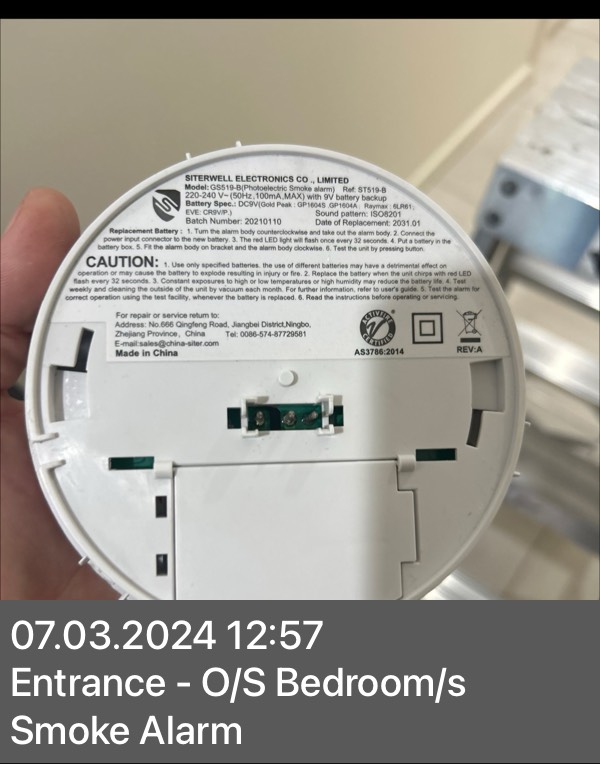 SITERWELL ELECTRONICS CO ., LIMITED
Model:GS519-B(Photoelectric Smoke alarm) Ref: ST519-B
220-240 V~ (50Hz,100mA,MAX) with 9V battery backup
Battery Spec.: DC9V(Gold Peak : GP1604S ,GP1604A ; Raymax : 6LR61;
EVE: CR9V/P.) Sound pattern: ISO8201
Batch Number: 20210110 Date of Replacement: 2031.01
Replacement Battery : 1. Turn the alarm body counterclockwise and take out the alarm body. 2. Connect the
power input connector to the new battery. 3. The red LED light will flash once every 32 seconds. 4. Put a battery in the
battery box. 5. Fit the alarm body on bracket and the alarm body clockwise. 6. Test the unit by pressing button.
CAUTION: 1. Use only specified batteries. the use of different batteries may have a detrimental effect on
operation or may cause the battery to explode resulting in injury or fire. 2. Replace the battery when the unit chirps with red LED
flash every 32 seconds. 3. Constant exposures to high or low temperatures or high humidity may reduce the battery life. 4. Test
weekly and cleaning the outside of the unit by vacuum each month. For further information, refer to user's guide. 5. Test the alarm for
correct operation using the test facility, whenever the battery is replaced. 6. Read the instructions before operating or servicing.
For repair or service return to:
Address: No.666 Qingfeng Road, Jiangbei District,Ningbo,
Zhejiang Province, China Tel: 0086-574-87729581
E-mail:sales@china-siter.com
Made in China
ACTIVFIRE
CERTIFIED
AS3786:2014
REV:A
07.03.2024 12:57
Entrance - O/S Bedroom/s
Smoke Alarm